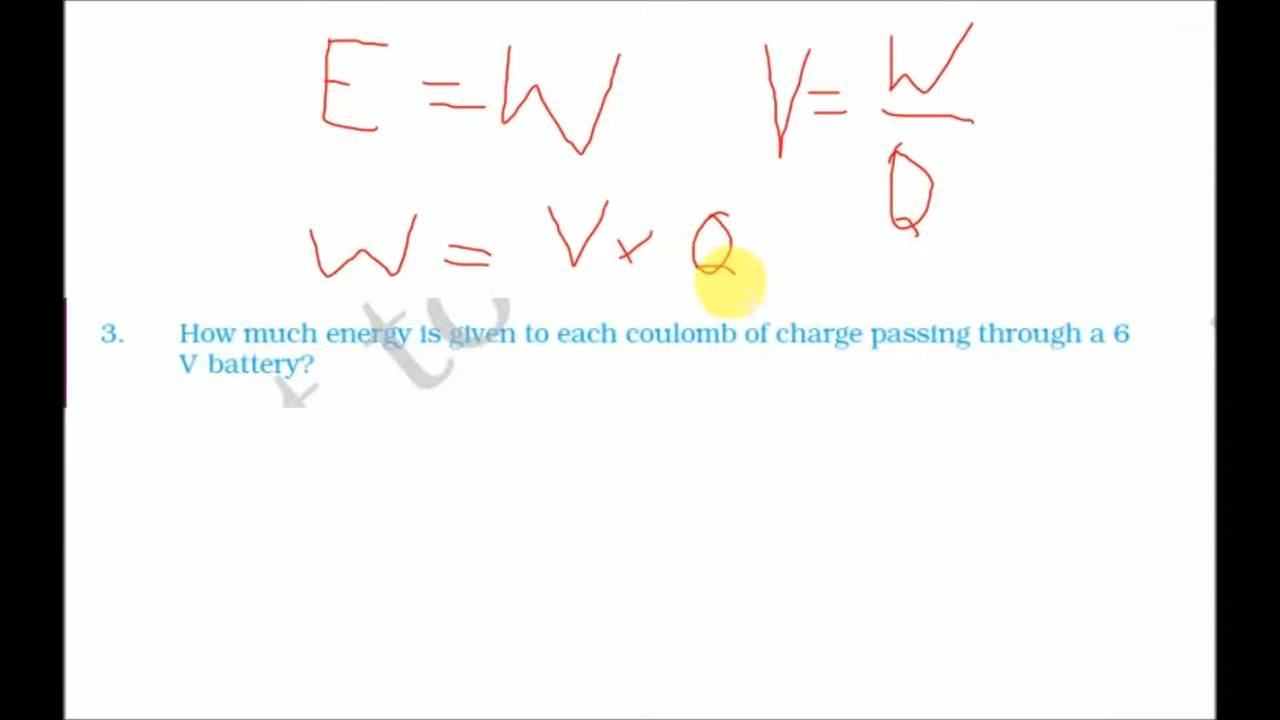 E = W V = W/Q
W = V × Q
3. How much energy is given to each coulomb of charge passing through a 6
V battery?